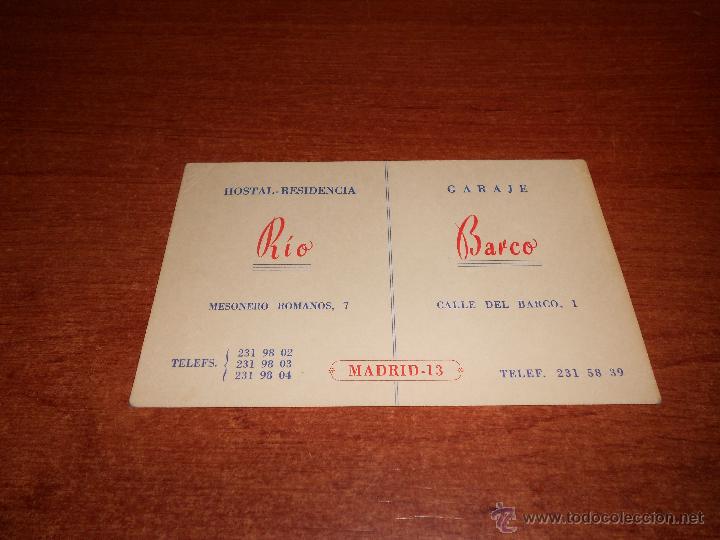 HOSTAL-RESIDENCIA
Río
MESONERO ROMANOS, 7
TELEFS.
231 98 02
231 98 03
231 98 04
GARAJE
Barco
CALLE DEL BARCO, 1
TELEF. 231 58 39
MADRID-13
© www.todocoleccion.net